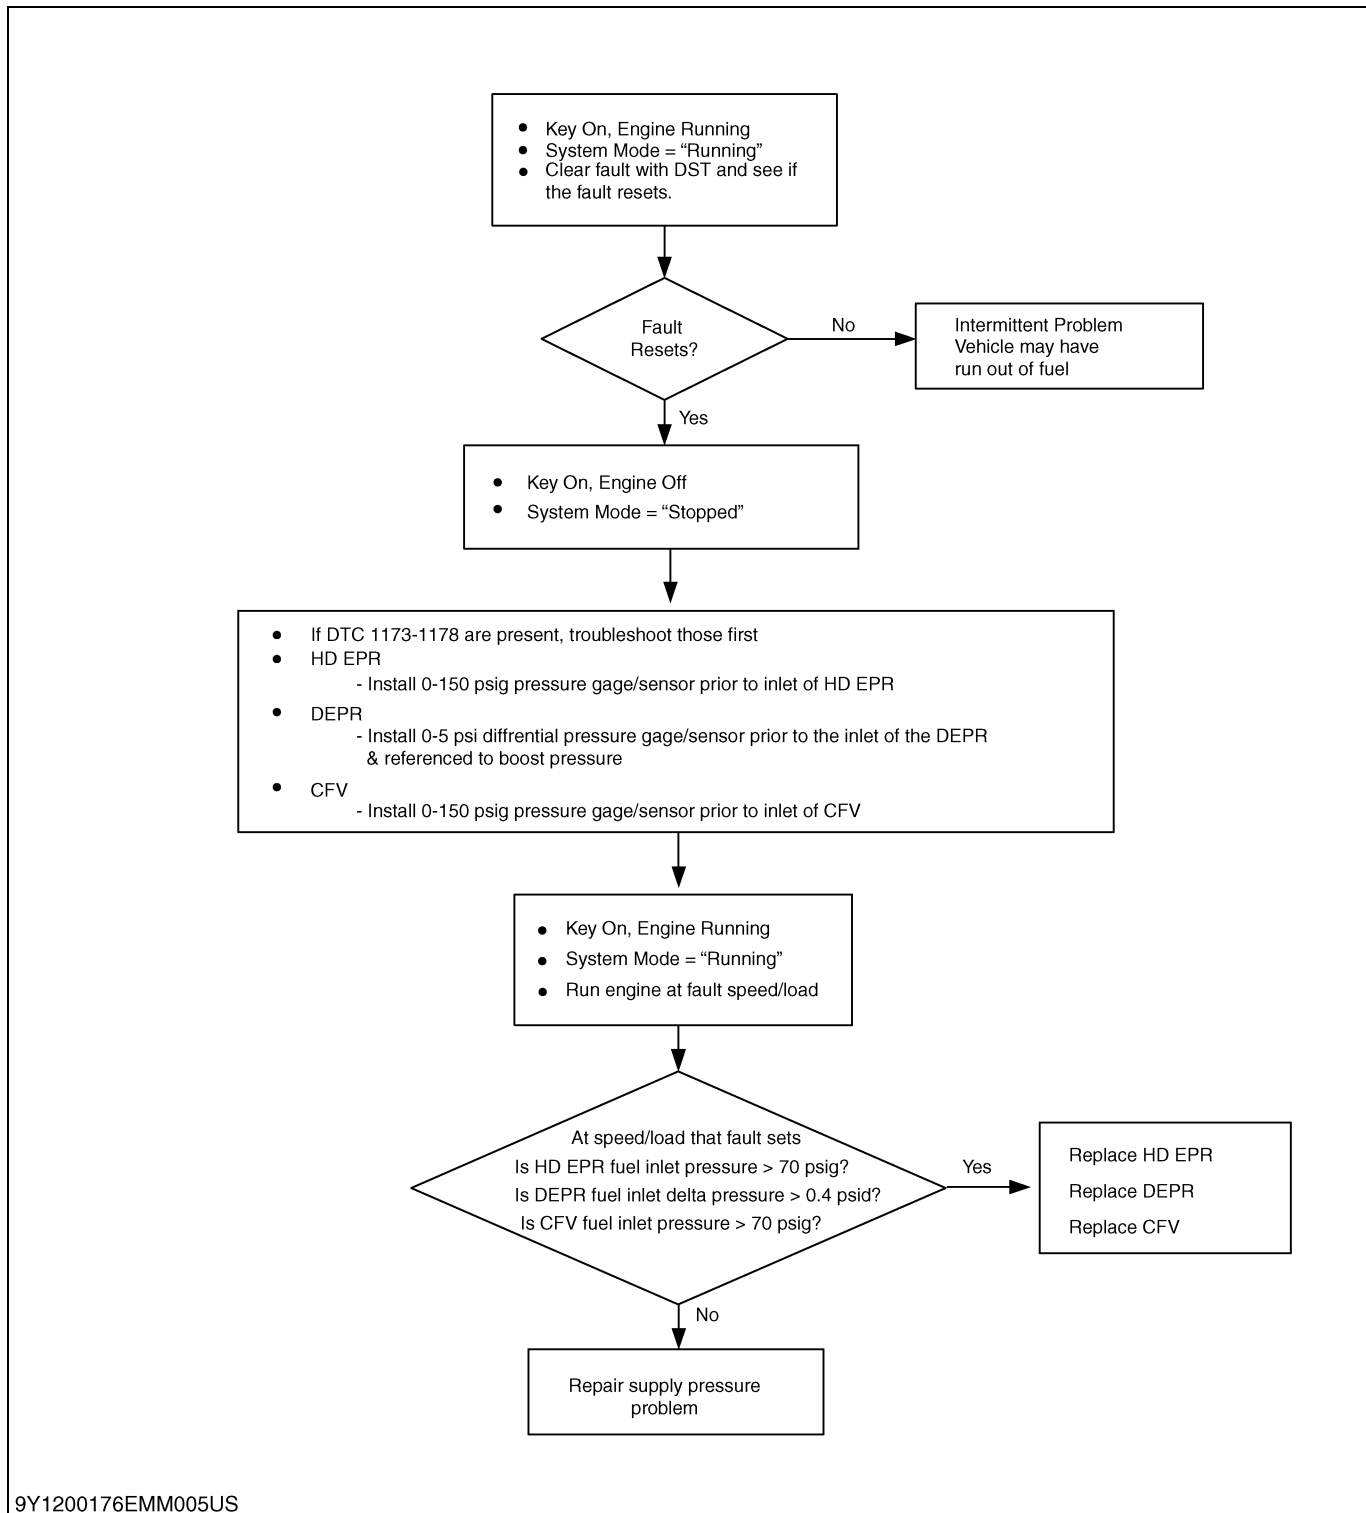 ● Key On, Engine Running
● System Mode = “Running”
● Clear fault with DST and see if
the fault resets.
Fault
Resets?
No
Intermittent Problem
Vehicle may have
run out of fuel
Yes
● Key On, Engine Off
● System Mode = “Stopped”
● If DTC 1173-1178 are present, troubleshoot those first
● HD EPR
- Install 0-150 psig pressure gage/sensor prior to inlet of HD EPR
● DEPR
- Install 0-5 psi diffrential pressure gage/sensor prior to the inlet of the DEPR
& referenced to boost pressure
● CFV
- Install 0-150 psig pressure gage/sensor prior to inlet of CFV
● Key On, Engine Running
● System Mode = “Running”
● Run engine at fault speed/load
At speed/load that fault sets
Is HD EPR fuel inlet pressure > 70 psig?
Is DEPR fuel inlet delta pressure > 0.4 psid?
Is CFV fuel inlet pressure > 70 psig?
Yes
Replace HD EPR
Replace DEPR
Replace CFV
No
Repair supply pressure
problem
9Y1200176EMM005US